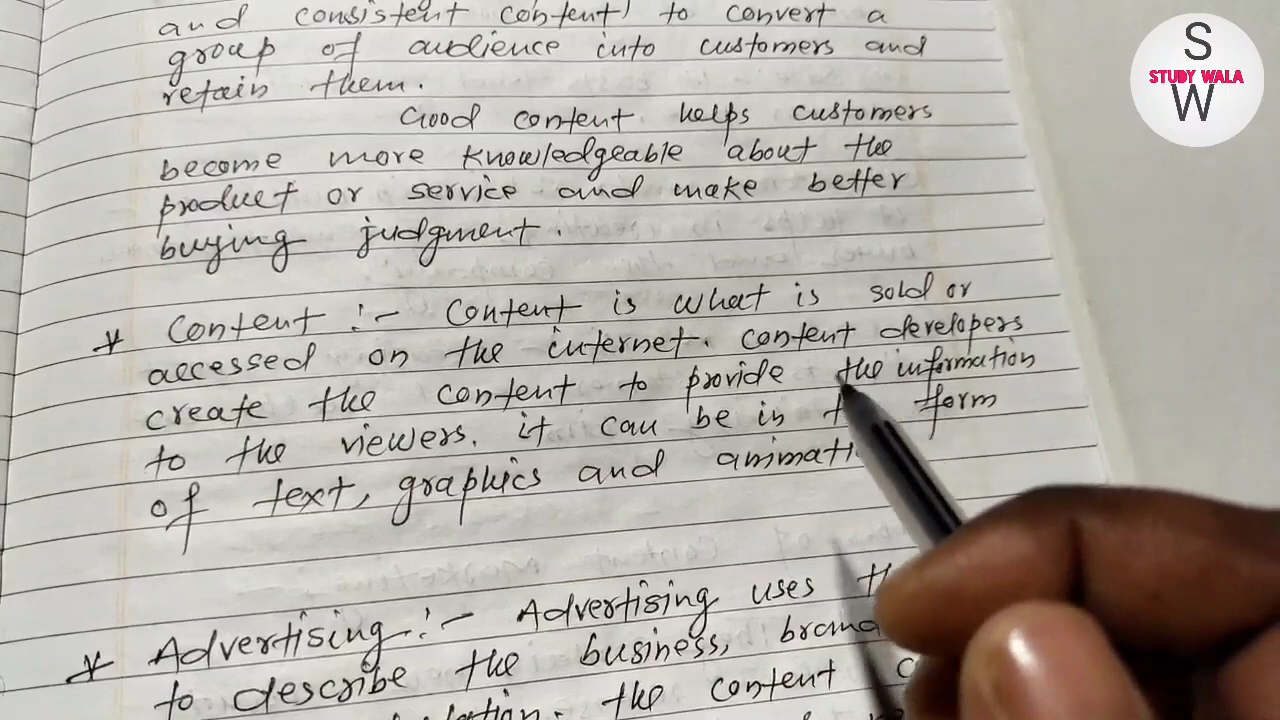 and consistent content) to convert a
group of audience into customers and
retain them.
Good content helps customers
become more knowledgeable about the
product or service and make better
buying judgment.
* Content :- Content is what is sold or
accessed on the internet. Content developers
create the content to provide the information
to the viewers. it can be in form
of text, graphics and
* Advertising :- Advertising uses
to describe the business,
the content
S
STUDY WALA
W